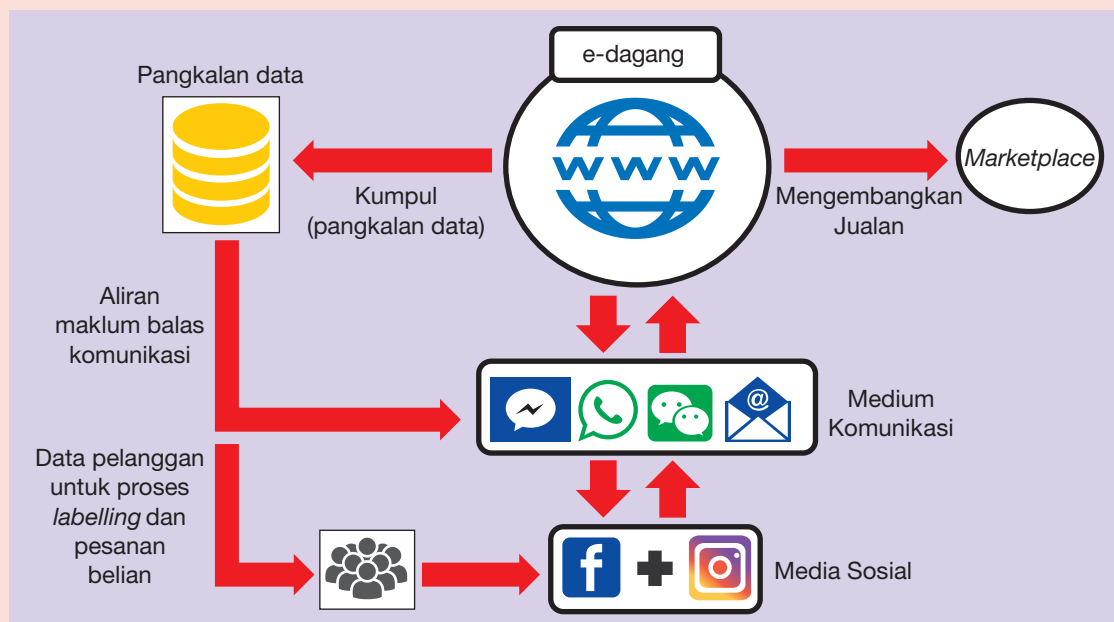 e-dagang
Pangkalan data
www
Marketplace
Kumpul
(pangkalan data)
Mengembangkan
Jualan
Aliran
maklum balas
komunikasi
@
Medium
Komunikasi
Data pelanggan
untuk proses
labelling dan
pesanan
belian
f
Media Sosial